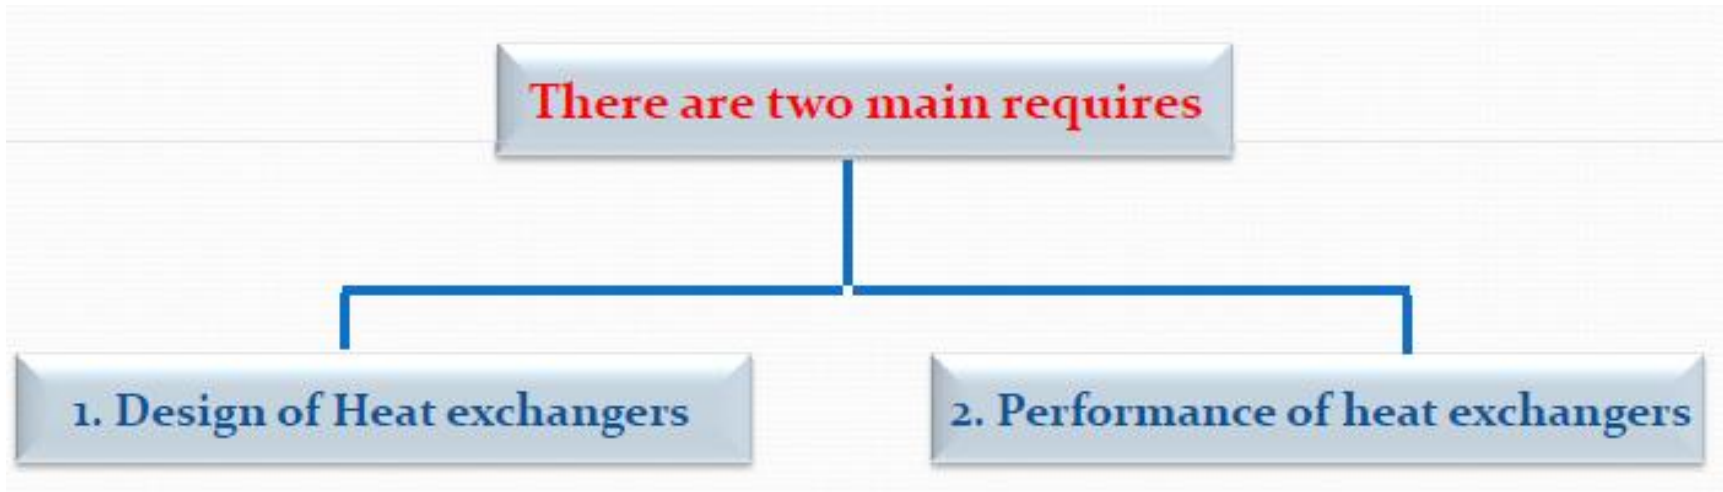 There are two main requires
1. Design of Heat exchangers
2. Performance of heat exchangers